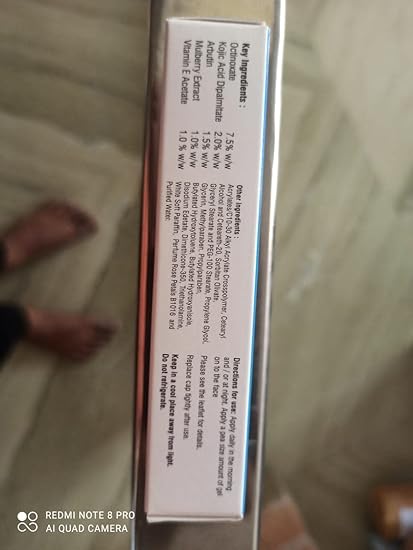 Key Ingredients :
Octinoxate 7.5% w/w
Kojic Acid Dipalmitate 2.0% w/w
Arbutin 1.5% w/w
Mulberry Extract 1.0% w/w
Vitamin E Acetate 1.0 % w/w
Other Ingredients :
Acrylates/C10-30 Alkyl Acrylate Crosspolymer, Cetearyl
Alcohol and Ceteareth-20, Sorbitan Olivate,
Glyceryl Stearate and PEG-100 Stearate, Propylene Glycol,
Glycerin, Methylparaben, Propylparaben,
Butylated Hydroxytoluene, Butylated Hydroxyanisole,
Disodium Edetate, Dimethicone-350, Triethanolamine,
White Soft Paraffin, Perfume Rose Petals B1016 and
Purified Water.
Directions for use: Apply daily in the morning
and / or at night. Apply a pea size amount of gel
on to the face
Please see the leaflet for details.
Replace cap tightly after use.
Keep in a cool place away from light.
Do not refrigerate.
REDMI NOTE 8 PRO
AI QUAD CAMERA